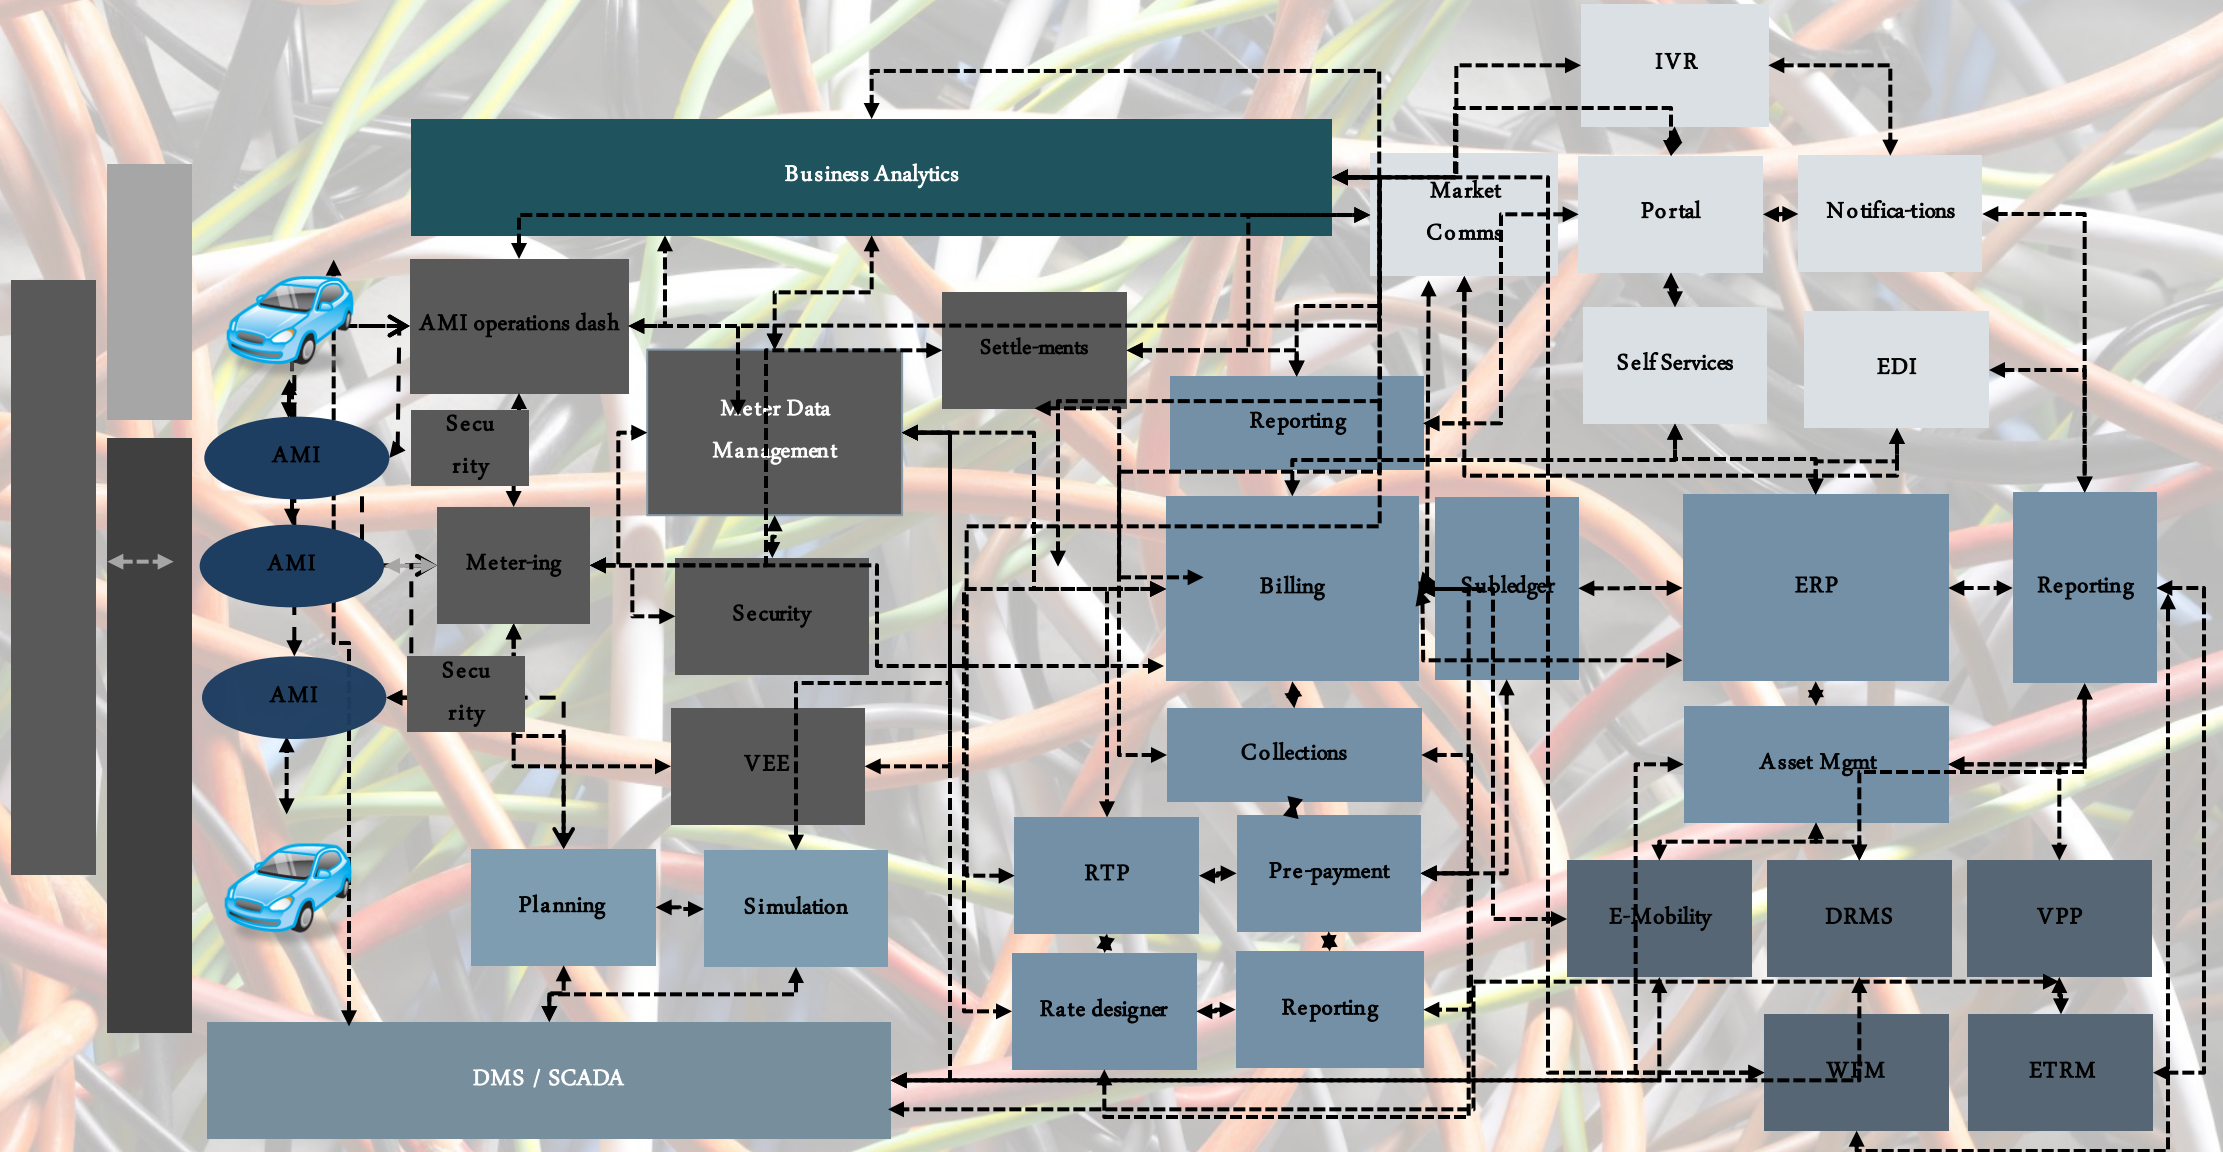 IVR
Business Analytics
Market
Comms
Portal
Notifica-tions
AMI operations dash
Settle-ments
Self Services
EDI
Meter Data
Management
Reporting
Secu
rity
AMI
Meter-ing
AMI
Security
Billing
Subledger
ERP
Reporting
Secu
rity
AMI
VEE
Collections
Asset Mgmt
Planning
Simulation
RTP
Pre-payment
E-Mobility
DRMS
VPP
Rate designer
Reporting
DMS / SCADA
WFM
ETRM